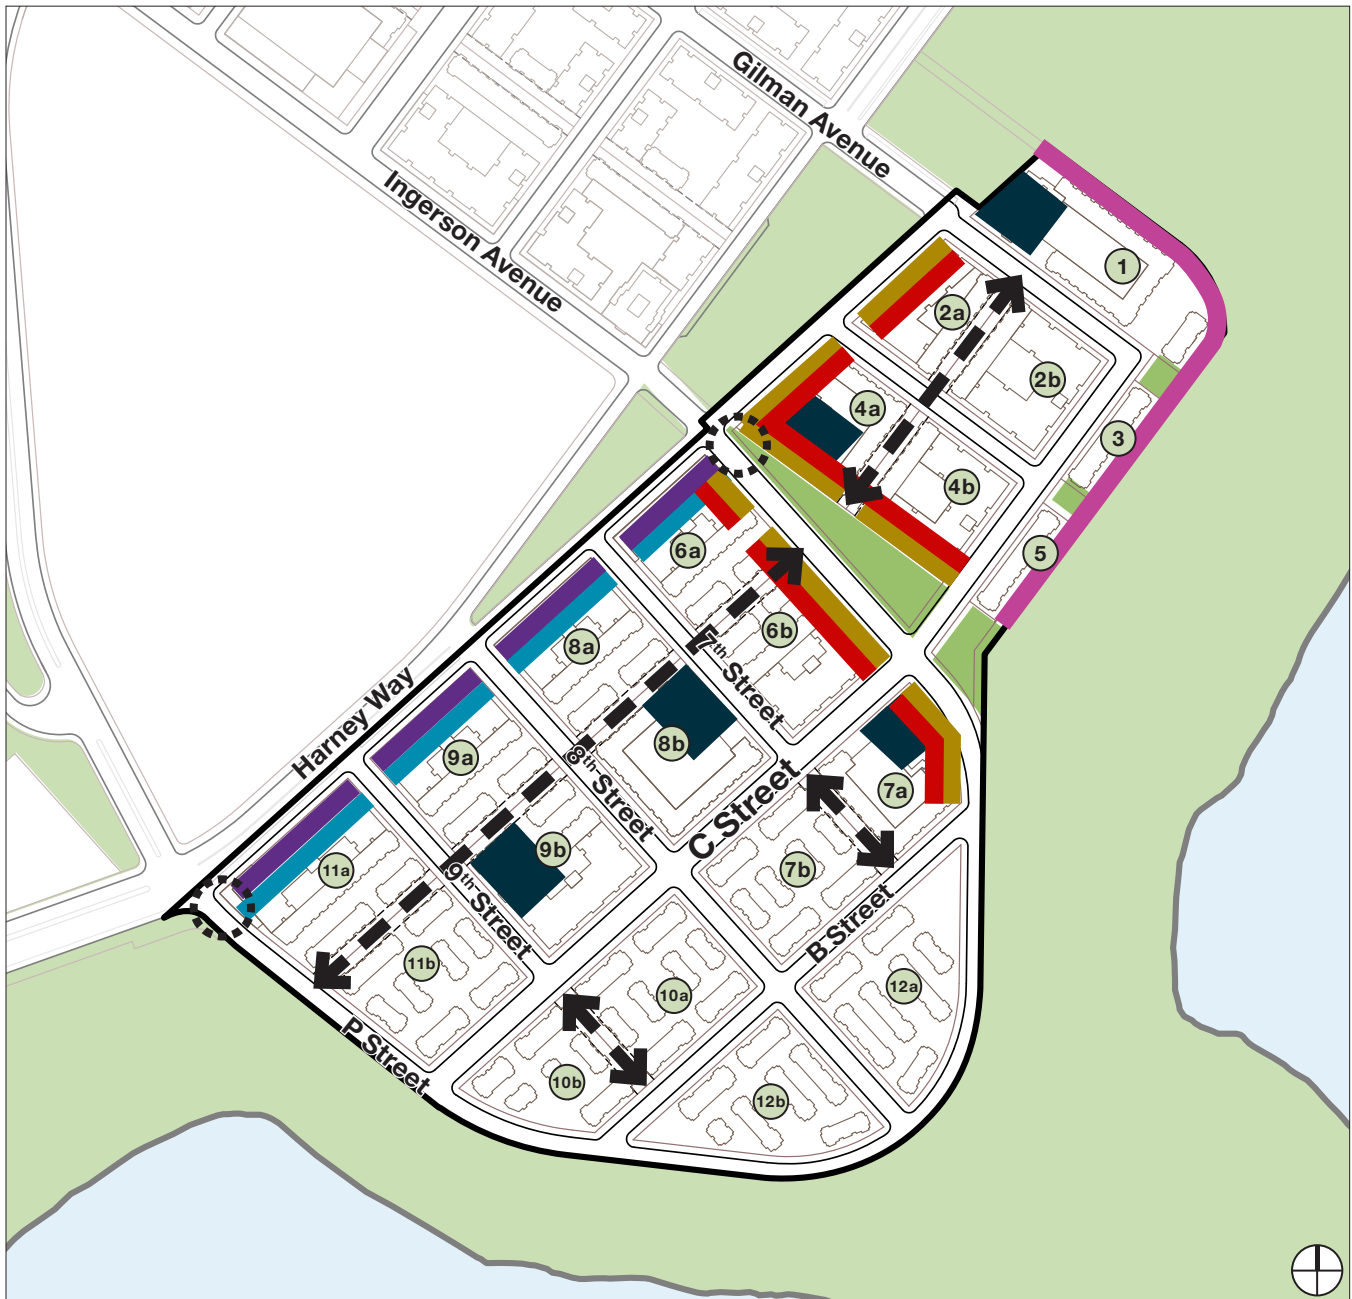 Gilman Avenue
Ingerson Avenue
1
2a
2b
3
4a
4b
5
6a
6b
7th Street
8a
8b
8th Street
Harney Way
C Street
7a
7b
9a
9b
9th Street
B Street
11a
11b
10a
10b
12a
12b
P Street